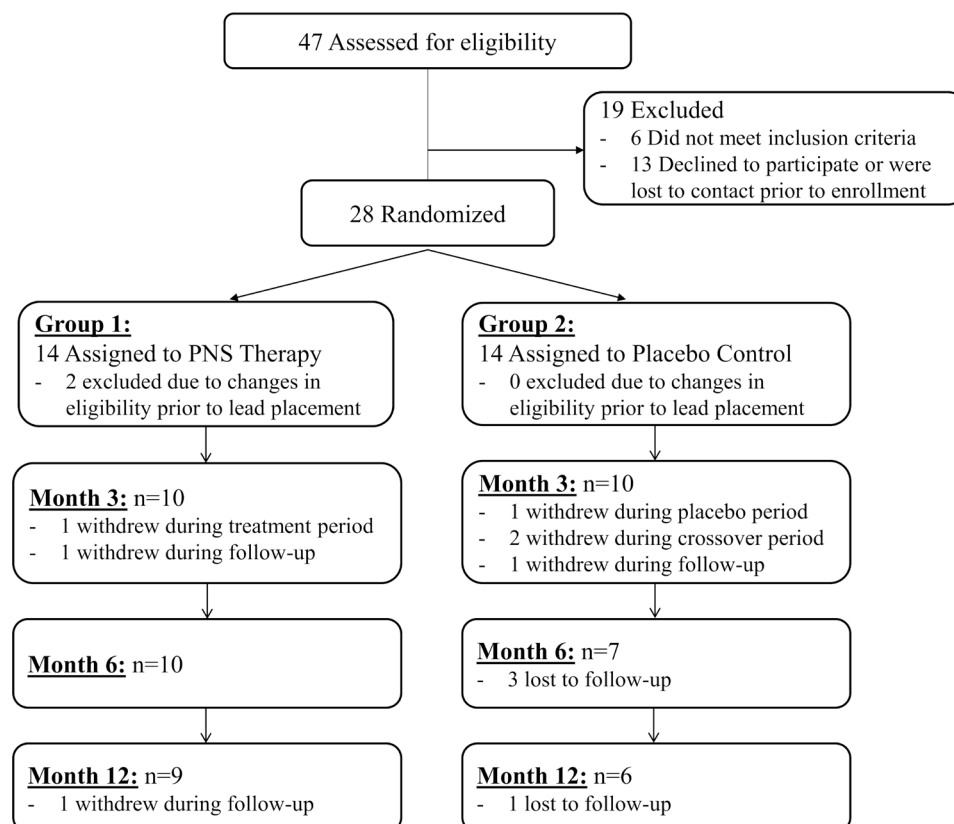 47 Assessed for eligibility
19 Excluded
- 6 Did not meet inclusion criteria
- 13 Declined to participate or were
lost to contact prior to enrollment
28 Randomized
Group 1:
14 Assigned to PNS Therapy
- 2 excluded due to changes in
eligibility prior to lead placement
Group 2:
14 Assigned to Placebo Control
- 0 excluded due to changes in
eligibility prior to lead placement
Month 3: n=10
- 1 withdrew during treatment period
- 1 withdrew during follow-up
Month 3: n=10
- 1 withdrew during placebo period
- 2 withdrew during crossover period
- 1 withdrew during follow-up
Month 6: n=10
Month 6: n=7
- 3 lost to follow-up
Month 12: n=9
- 1 withdrew during follow-up
Month 12: n=6
- 1 lost to follow-up